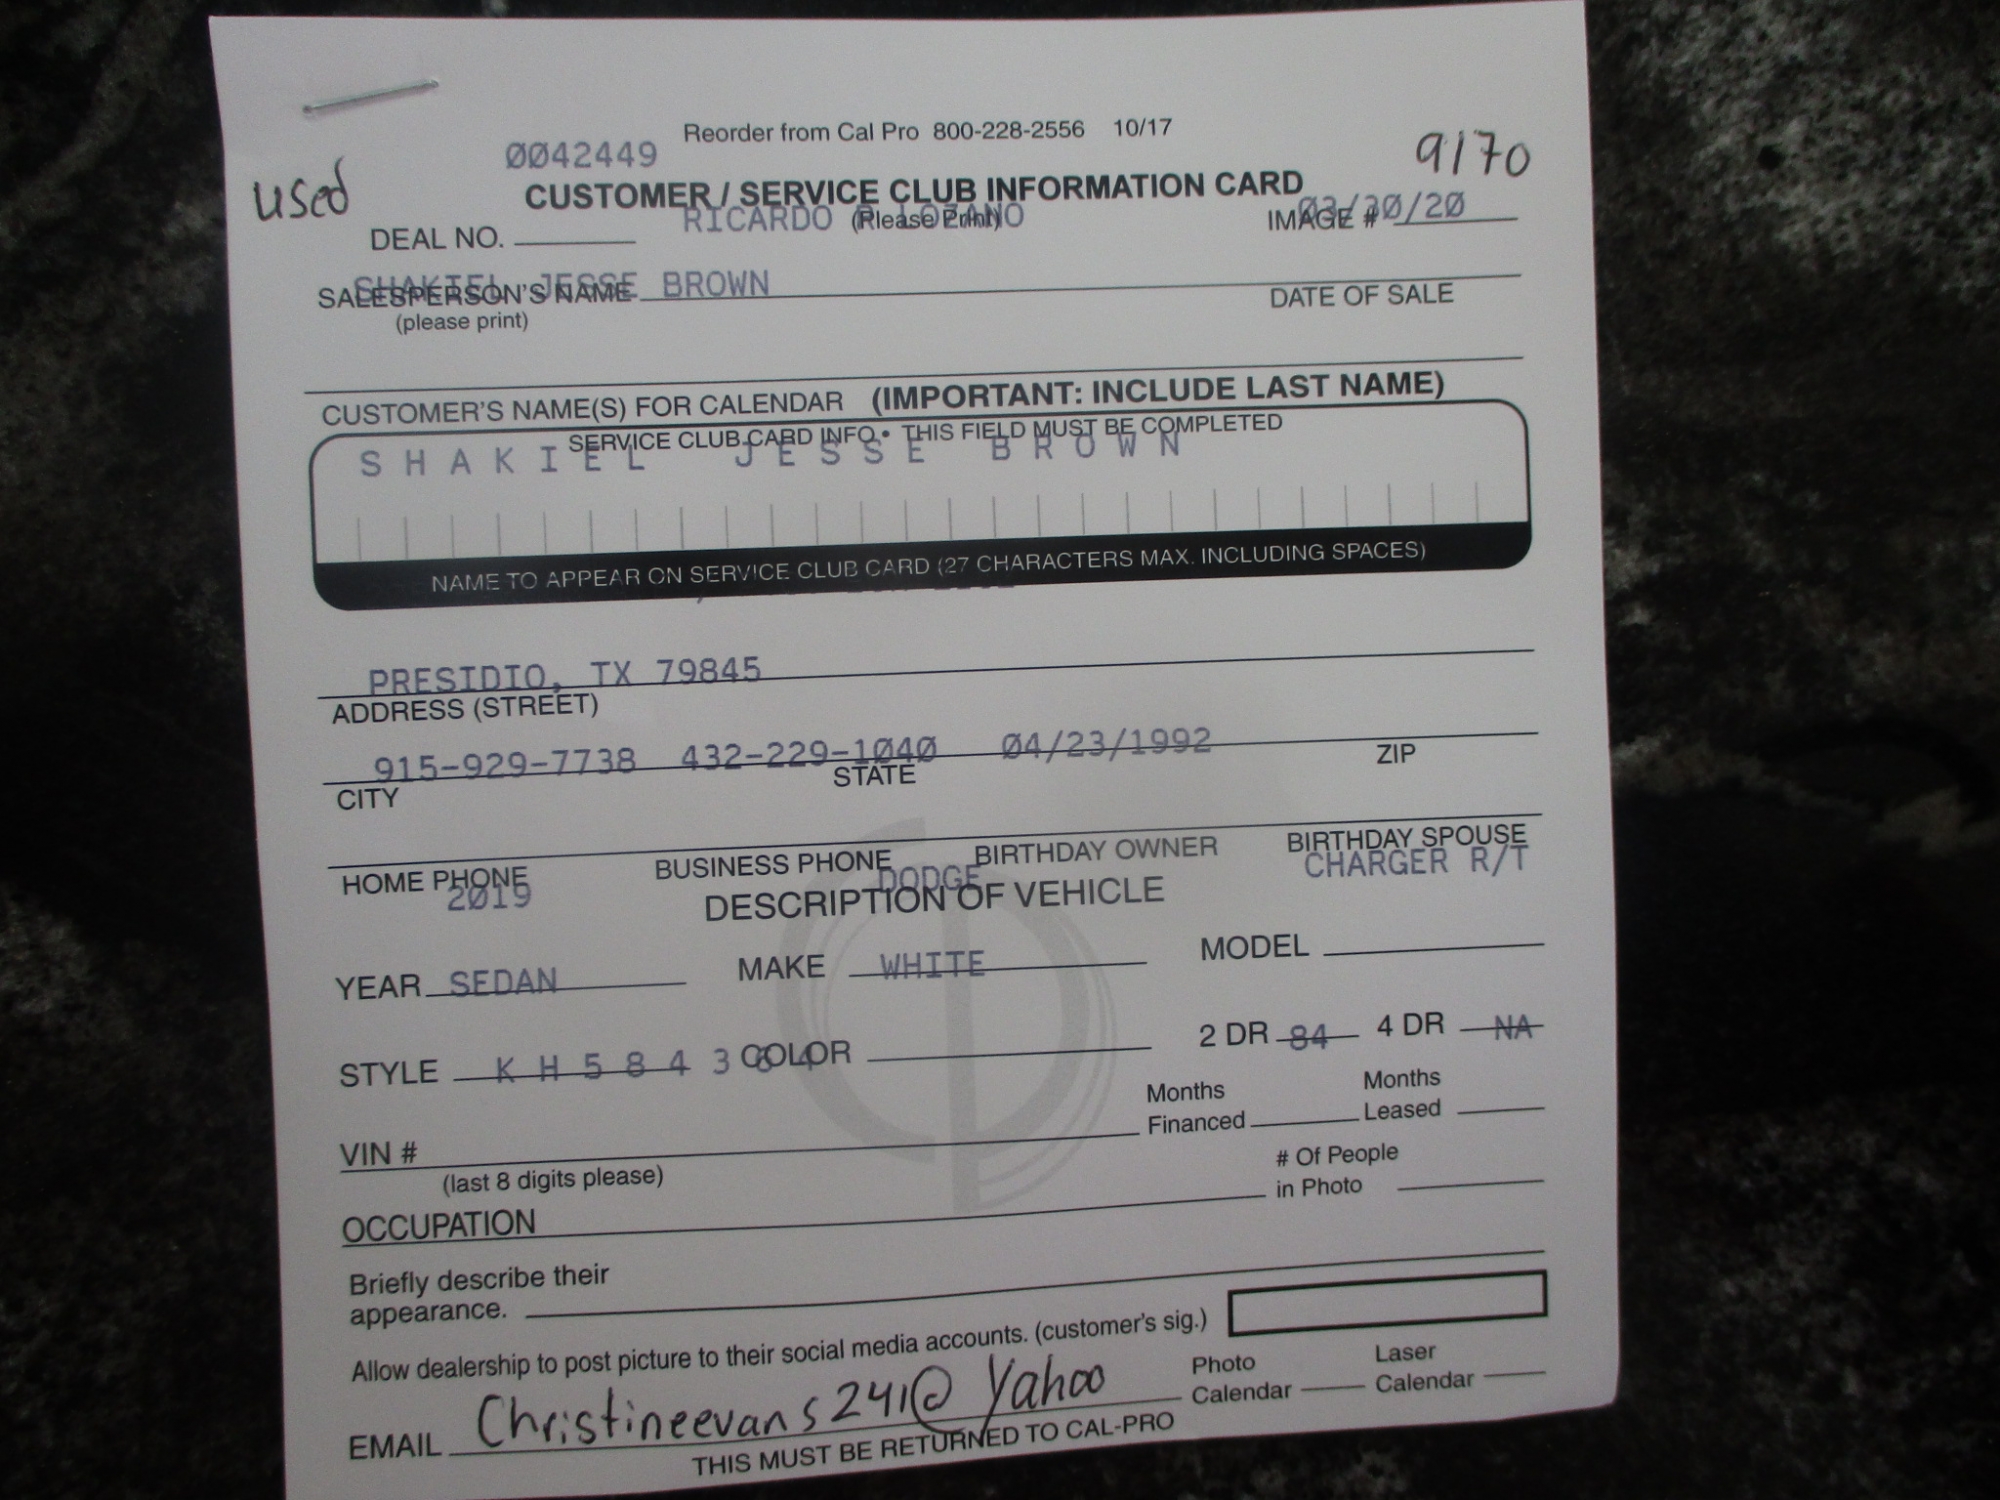 Reorder from Cal Pro 800-228-2556 10/17
0042449
9170
used
CUSTOMER / SERVICE CLUB INFORMATION CARD
RICARDO (Please Print)
DEAL NO. IMAGE # 03/30/20
SHAKIEL JESSE BROWN
SALESPERSON'S NAME DATE OF SALE
(please print)
CUSTOMER'S NAME(S) FOR CALENDAR (IMPORTANT: INCLUDE LAST NAME)
SERVICE CLUB CARD INFO • THIS FIELD MUST BE COMPLETED
SHAKIEL JESSE BROWN
NAME TO APPEAR ON SERVICE CLUB CARD (27 CHARACTERS MAX. INCLUDING SPACES)
PRESIDIO, TX 79845
ADDRESS (STREET)
915-929-7738 432-229-1040 04/23/1992
CITY STATE ZIP
HOME PHONE BUSINESS PHONE BIRTHDAY OWNER BIRTHDAY SPOUSE
2019 DODGE CHARGER R/T
DESCRIPTION OF VEHICLE
YEAR SEDAN MAKE WHITE MODEL
STYLE KH5843 COLOR 2 DR 84 4 DR NA
VIN # Months Financed Months Leased
(last 8 digits please)
OCCUPATION # Of People in Photo
Briefly describe their
appearance.
Allow dealership to post picture to their social media accounts. (customer's sig.)
EMAIL Christineevans241@Yahoo Photo Calendar Laser Calendar
THIS MUST BE RETURNED TO CAL-PRO